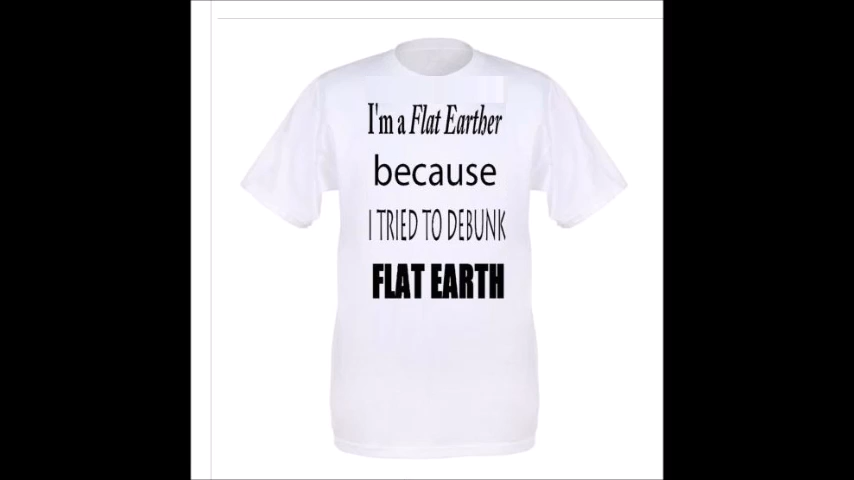 I'm a Flat Earther
because
I TRIED TO DEBUNK
FLAT EARTH